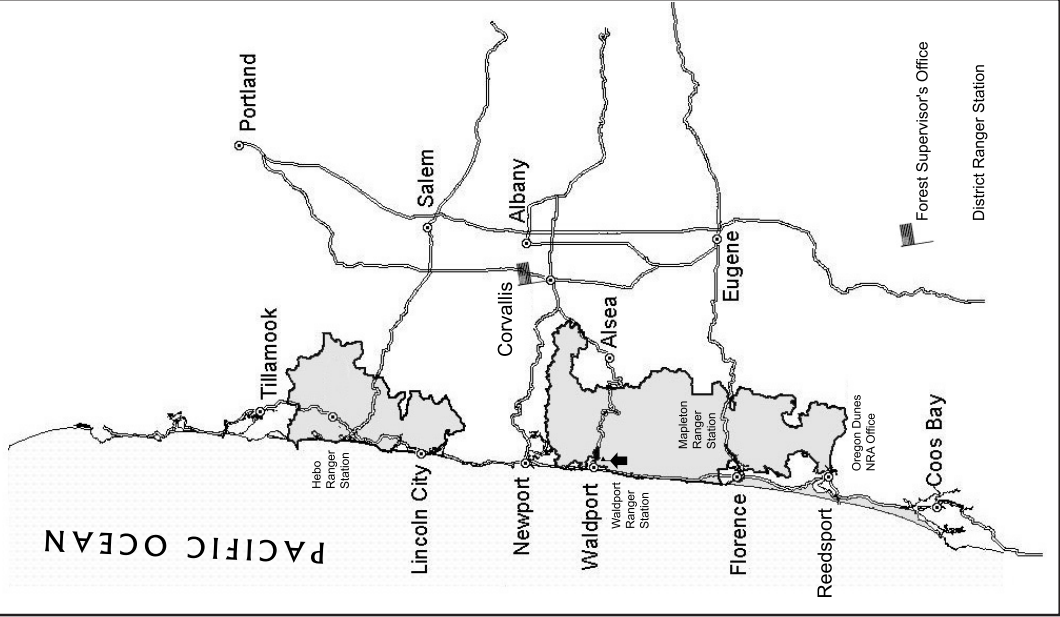 Portland
Salem
Albany
Forest Supervisor's Office
District Ranger Station
Tillamook
Corvallis
Alsea
Eugene
Hebo
Ranger
Station
Mapleton
Ranger
Station
Oregon Dunes
NRA Office
Lincoln City
Newport
Waldport
Waldport
Ranger
Station
Florence
Reedsport
Coos Bay
PACIFIC OCEAN